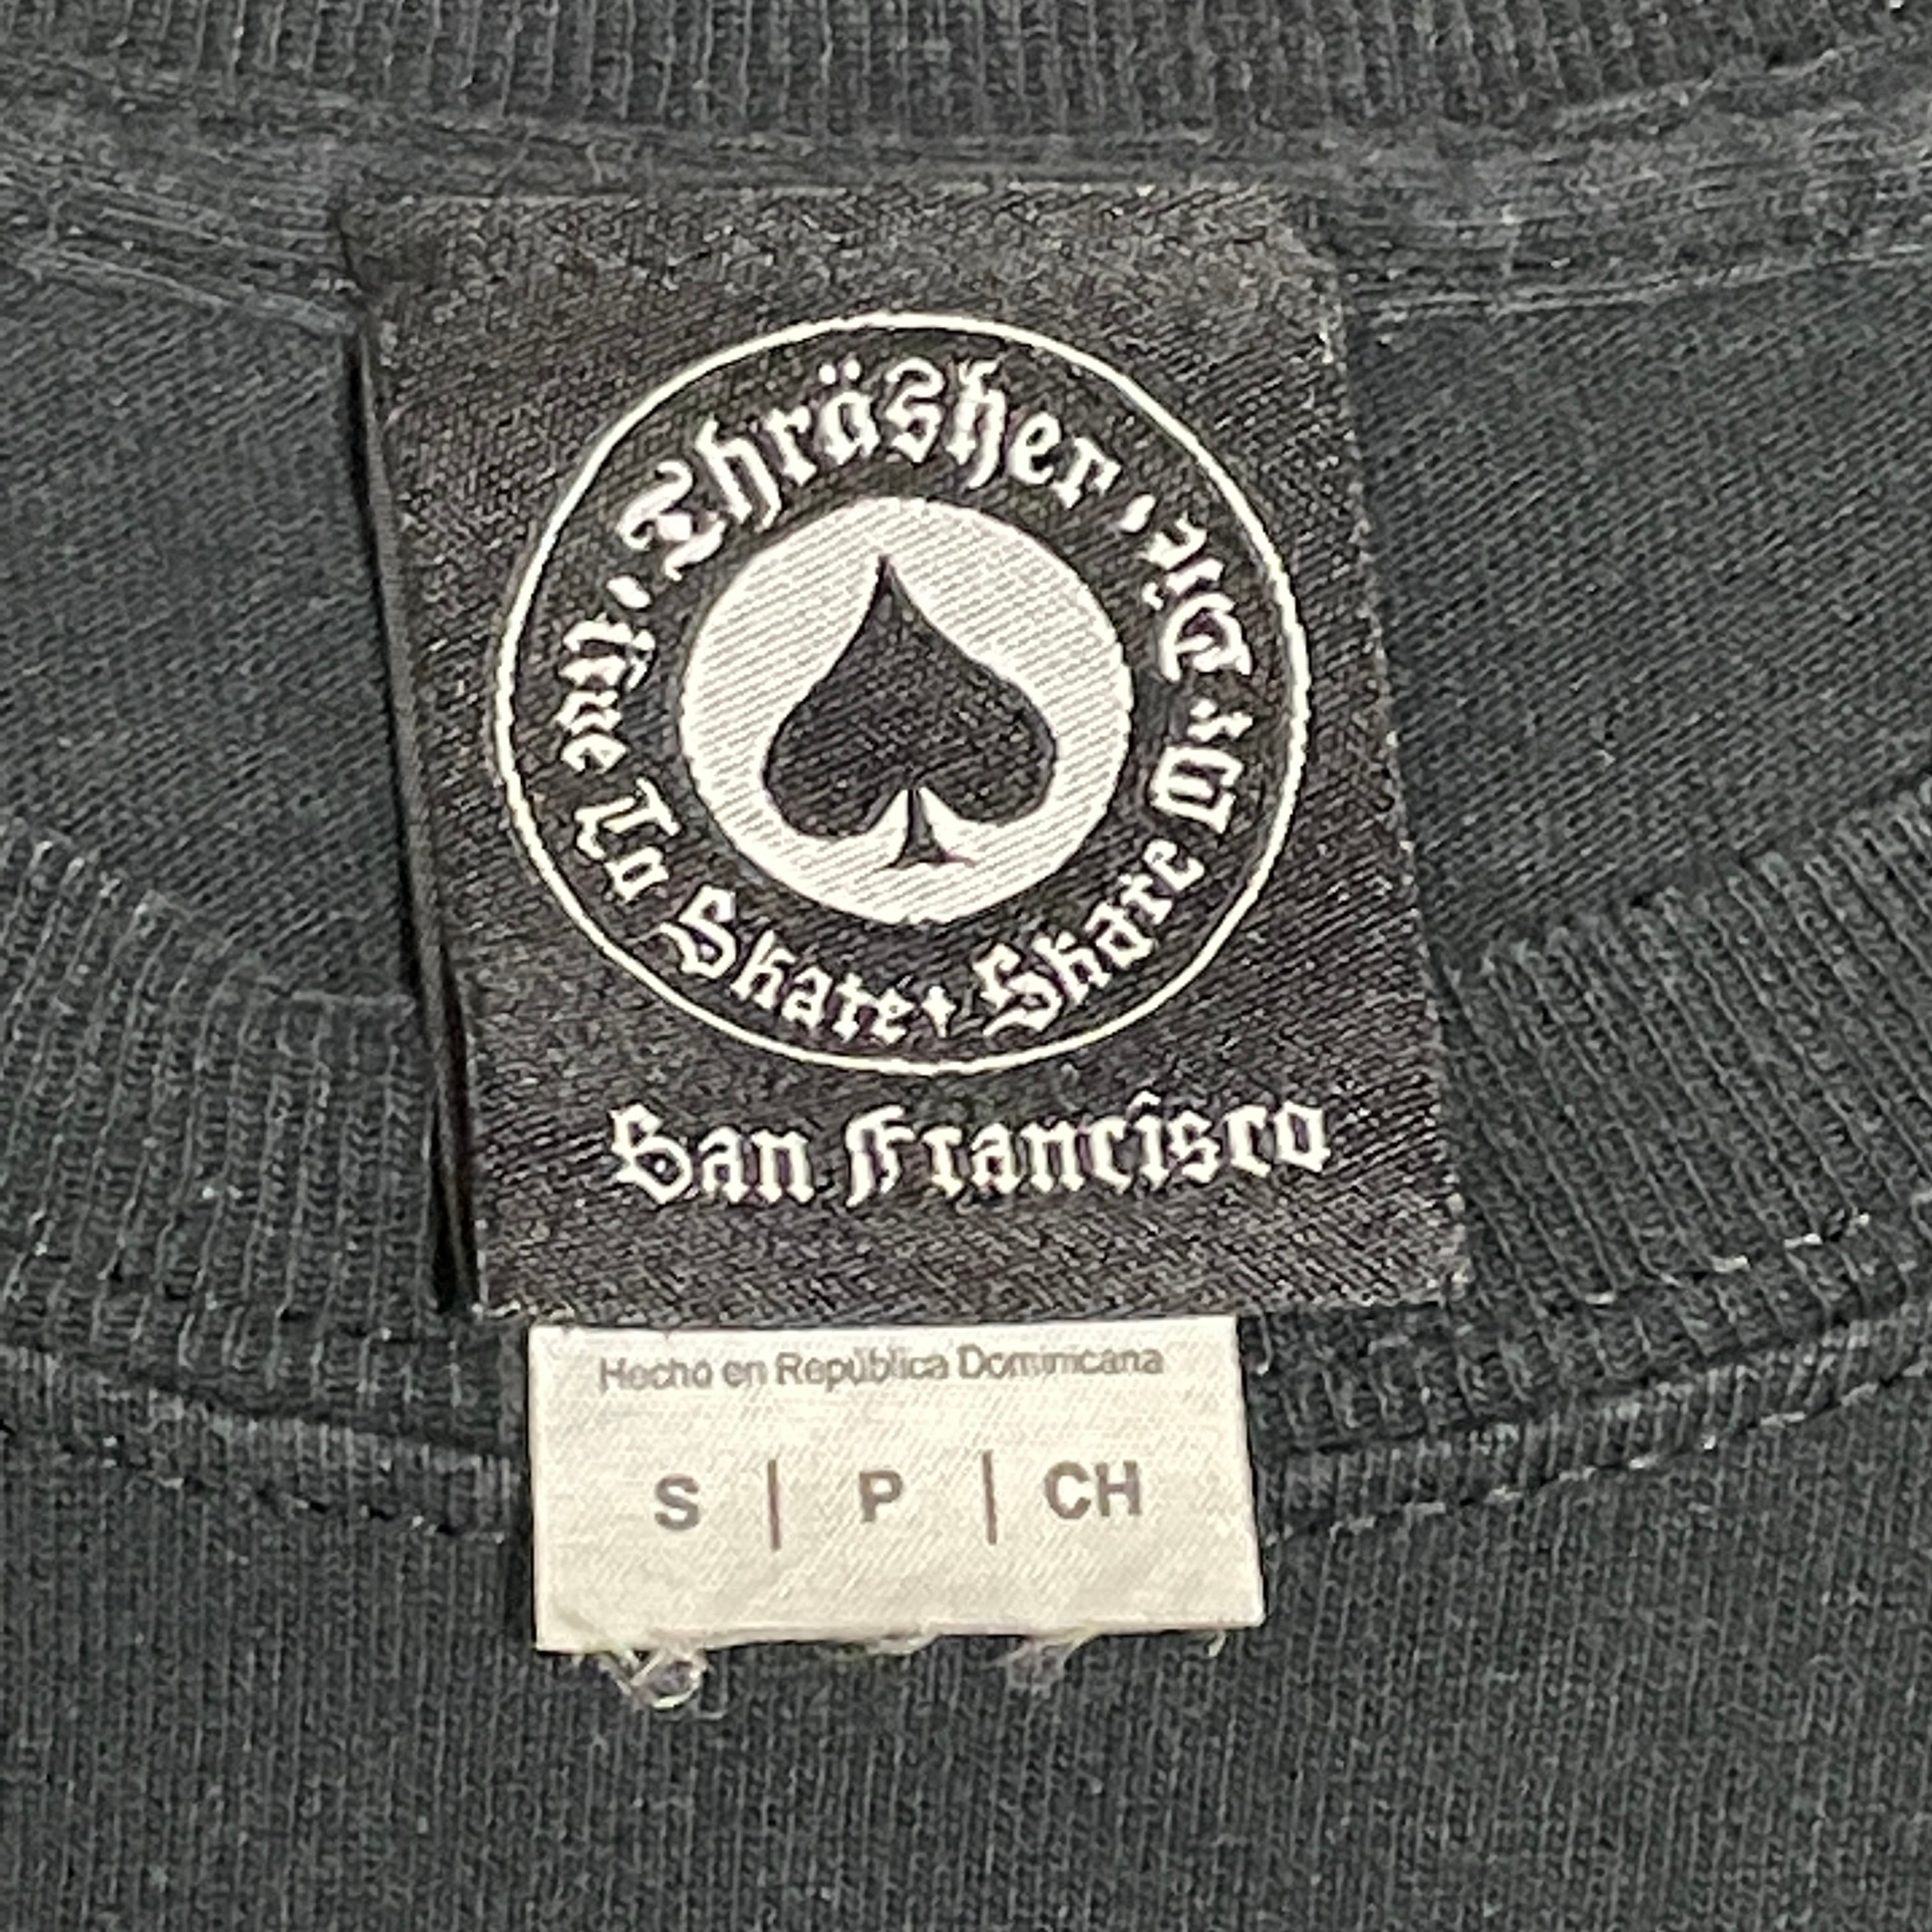 Thräsher
Live To Skate • Skate Or Die
San Francisco
Hecho en República Dominicana
S | P | CH